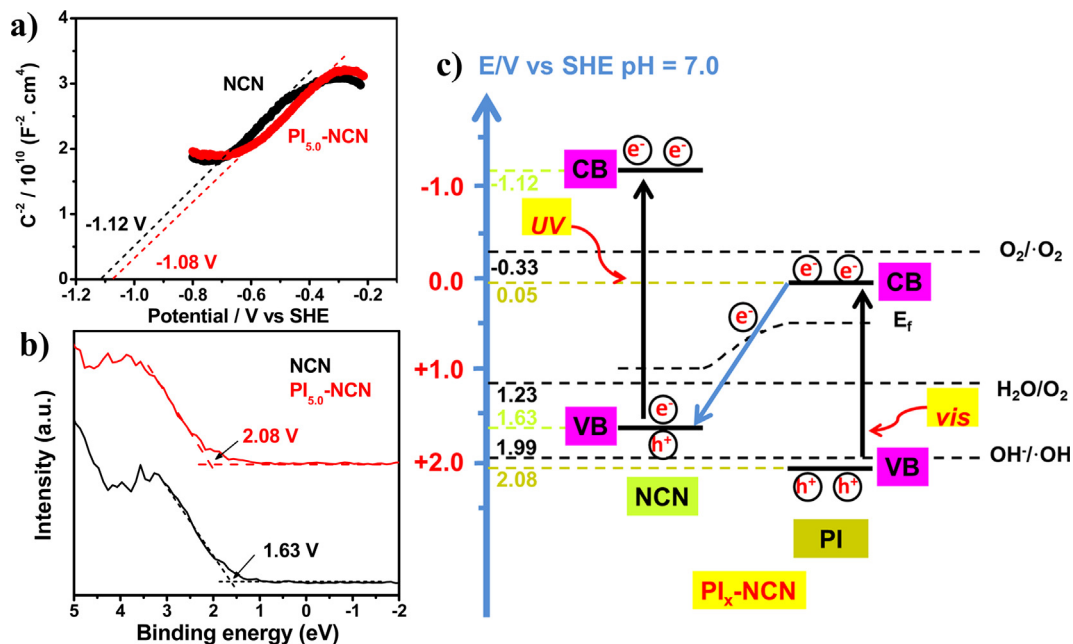 a)
4
3
2
1
0
C⁻² / 10¹⁰ (F⁻². cm⁴)
NCN
PI₅.₀-NCN
-1.12 V
-1.08 V
-1.2 -1.0 -0.8 -0.6 -0.4 -0.2
Potential / V vs SHE
b)
Intensity (a.u.)
NCN
PI₅.₀-NCN
2.08 V
1.63 V
5 4 3 2 1 0 -1 -2
Binding energy (eV)
c)
E/V vs SHE pH = 7.0
-1.0
0.0
+1.0
+2.0
CB
e⁻ e⁻
-1.12
UV
O₂/·O₂
-0.33
0.05
e⁻ e⁻
CB
e⁻
E_f
1.23
H₂O/O₂
1.63
VB
e⁻
h⁺
vis
1.99
OH⁻/·OH
2.08
VB
h⁺ h⁺
NCN
PI
PIₓ-NCN